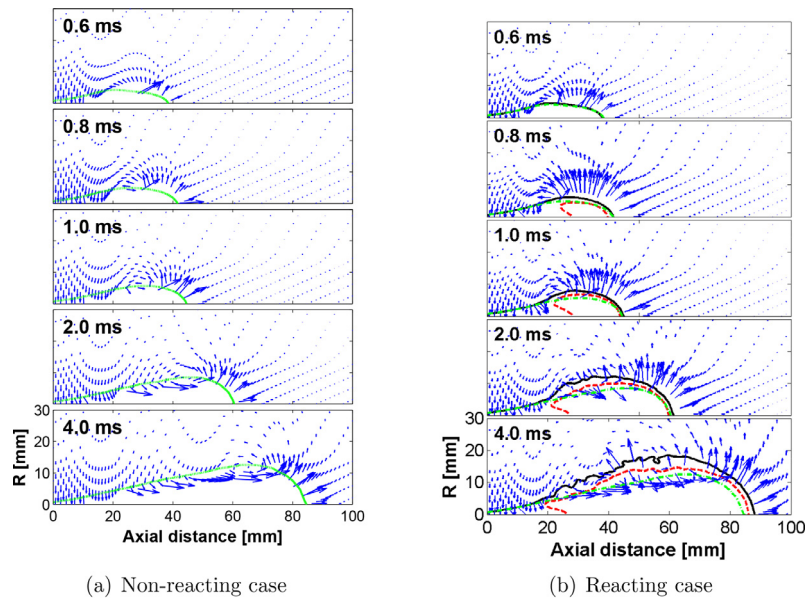 0.6 ms
0.8 ms
1.0 ms
2.0 ms
30
20
10
0
R [mm]
4.0 ms
0 20 40 60 80 100
Axial distance [mm]
(a) Non-reacting case
0.6 ms
0.8 ms
1.0 ms
2.0 ms
30
20
10
0
R [mm]
4.0 ms
0 20 40 60 80 100
Axial distance [mm]
(b) Reacting case